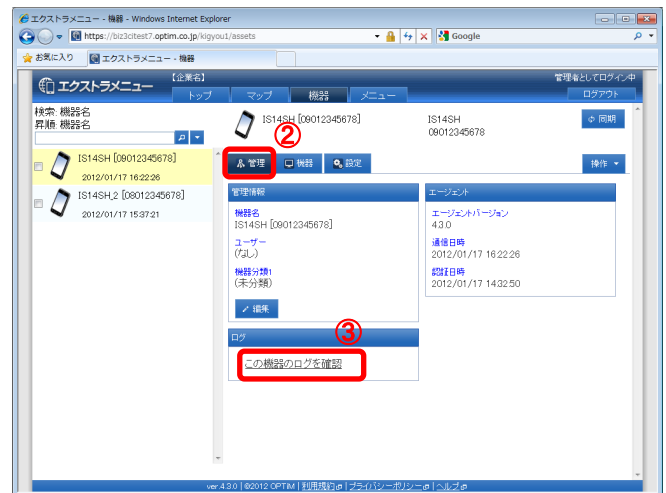 エクストラメニュー - 機器 - Windows Internet Explorer
https://biz3citest7.optim.co.jp/kigyou1/assets
Google
お気に入り エクストラメニュー - 機器
エクストラメニュー 【企業名】 管理者としてログイン中
トップ マップ 機器 メニュー ログアウト
検索: 機器名
昇順: 機器名
IS14SH [09012345678]
2012/01/17 16:22:26
IS14SH_2 [08012345678]
2012/01/17 15:37:21
IS14SH [09012345678]
IS14SH
09012345678
同期
②
管理 機器 設定 操作
管理情報
機器名
IS14SH [09012345678]
ユーザー
(なし)
機器分類1
(未分類)
編集
エージェント
エージェントバージョン
4.3.0
通信日時
2012/01/17 16:22:26
認証日時
2012/01/17 14:32:50
ログ
③
この機器のログを確認
ver.4.3.0 | ©2012 OPTiM | 利用規約 | プライバシーポリシー | ヘルプ